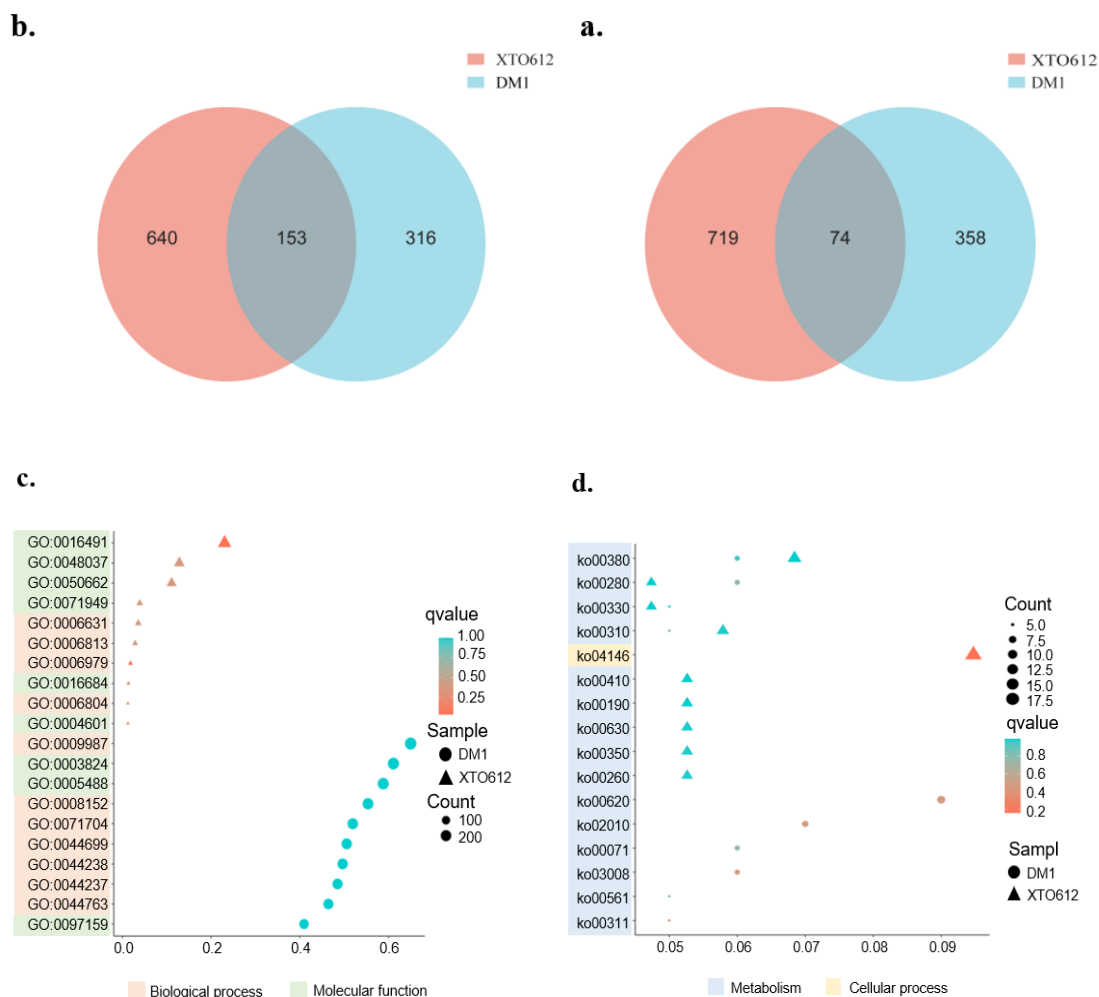 b.
XTO612
DM1
640
153
316
a.
XTO612
DM1
719
74
358
c.
GO:0016491
GO:0048037
GO:0050662
GO:0071949
GO:0006631
GO:0006813
GO:0006979
GO:0016684
GO:0006804
GO:0004601
GO:0009987
GO:0003824
GO:0005488
GO:0008152
GO:0071704
GO:0044699
GO:0044238
GO:0044237
GO:0044763
GO:0097159
0.0 0.2 0.4 0.6
qvalue
1.00
0.75
0.50
0.25
Sample
DM1
XTO612
Count
100
200
Biological process Molecular function
d.
ko00380
ko00280
ko00330
ko00310
ko04146
ko00410
ko00190
ko00630
ko00350
ko00260
ko00620
ko02010
ko00071
ko03008
ko00561
ko00311
0.05 0.06 0.07 0.08 0.09
Count
5.0
7.5
10.0
12.5
15.0
17.5
qvalue
0.8
0.6
0.4
0.2
Sampl
DM1
XTO612
Metabolism Cellular process